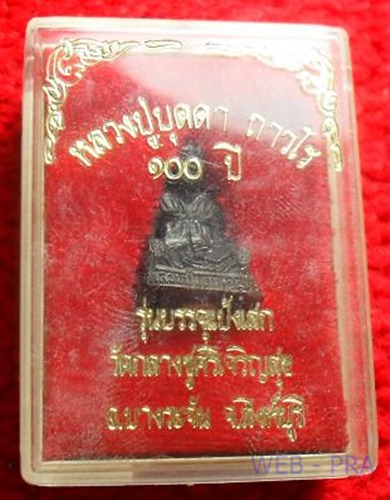 หลวงปู่บุดดา ถาวโร
๑๐๐ ปี
รุ่นบรรจุแป้งเสก
วัดกลางชูศรีเจริญสุข
อ.บางระจัน จ.สิงห์บุรี
WEB - PRA